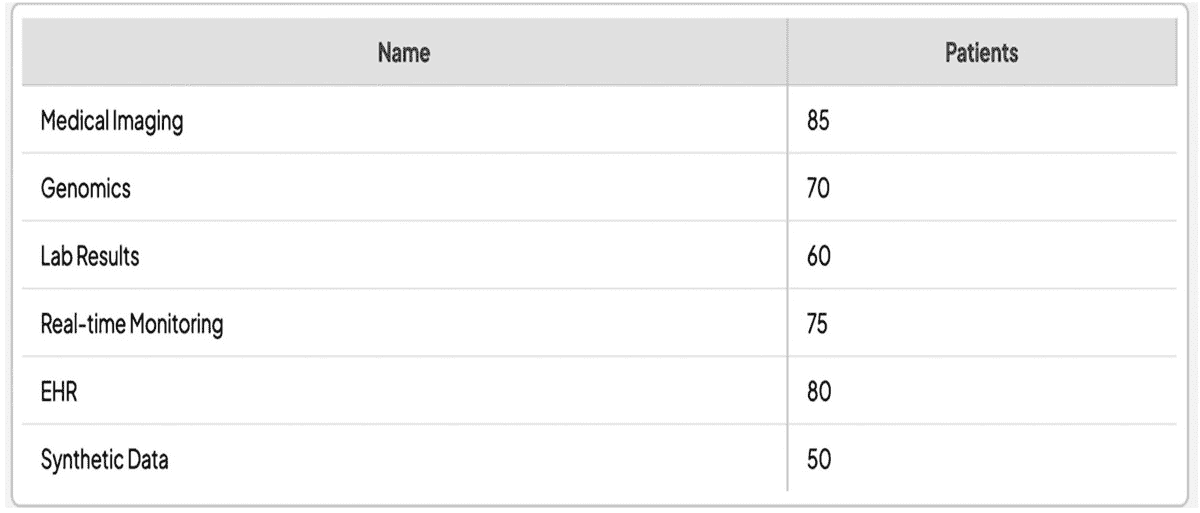 Name Patients
Medical Imaging 85
Genomics 70
Lab Results 60
Real-time Monitoring 75
EHR 80
Synthetic Data 50